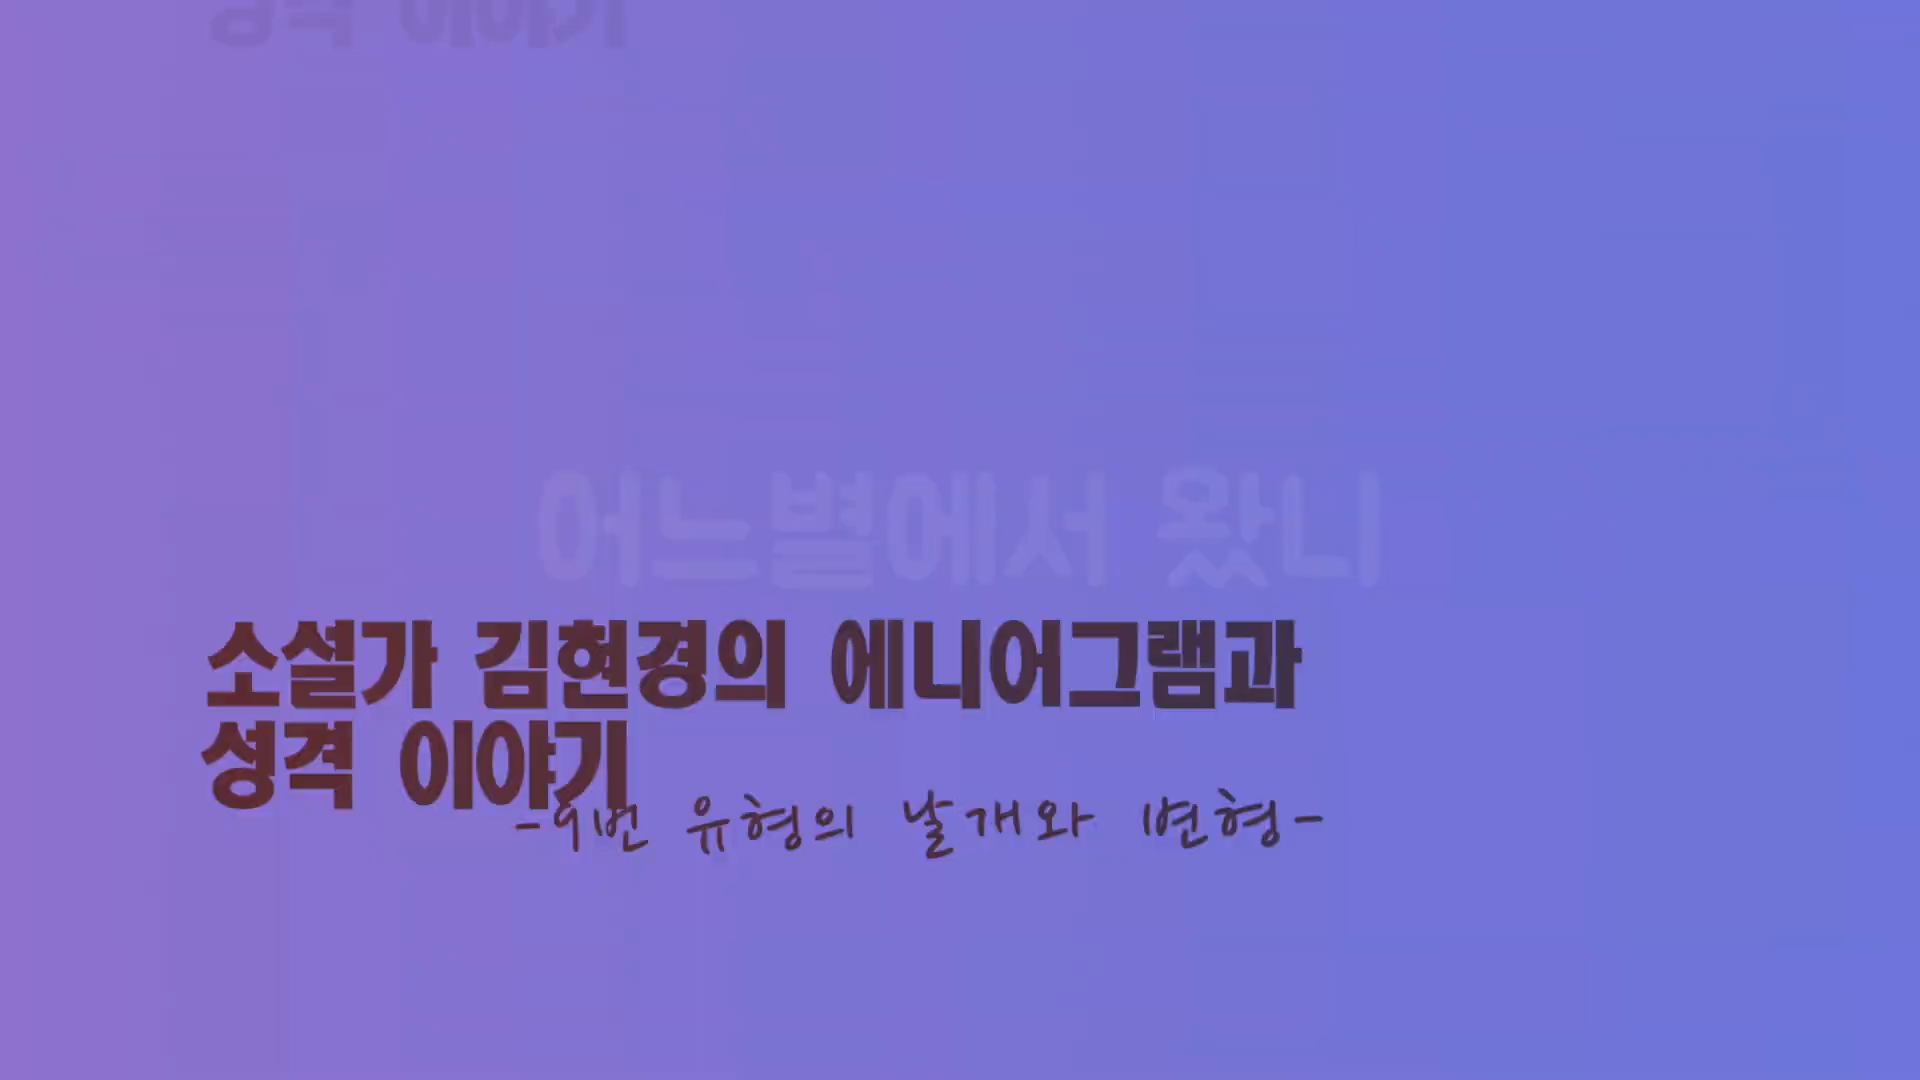 성격 이야기
어느별에서 왔니
소설가 김현경의 에니어그램과
성격 이야기
-9번 유형의 날개와 변형-